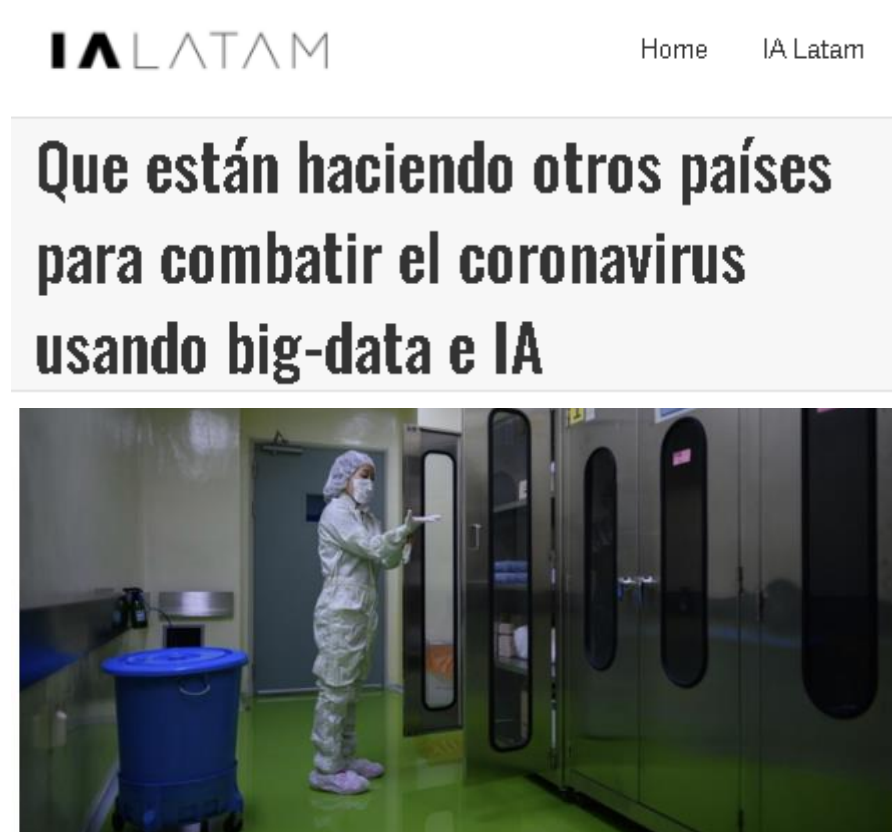 IALATAM
Home IA Latam
Que están haciendo otros países
para combatir el coronavirus
usando big-data e IA